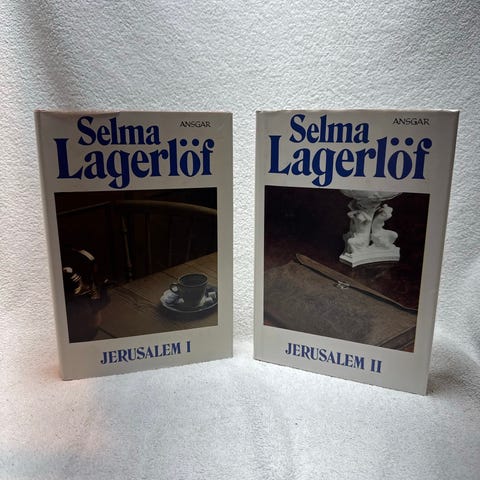 Selma
ANSGAR
Lagerlöf
JERUSALEM I
Selma
ANSGAR
Lagerlöf
JERUSALEM II